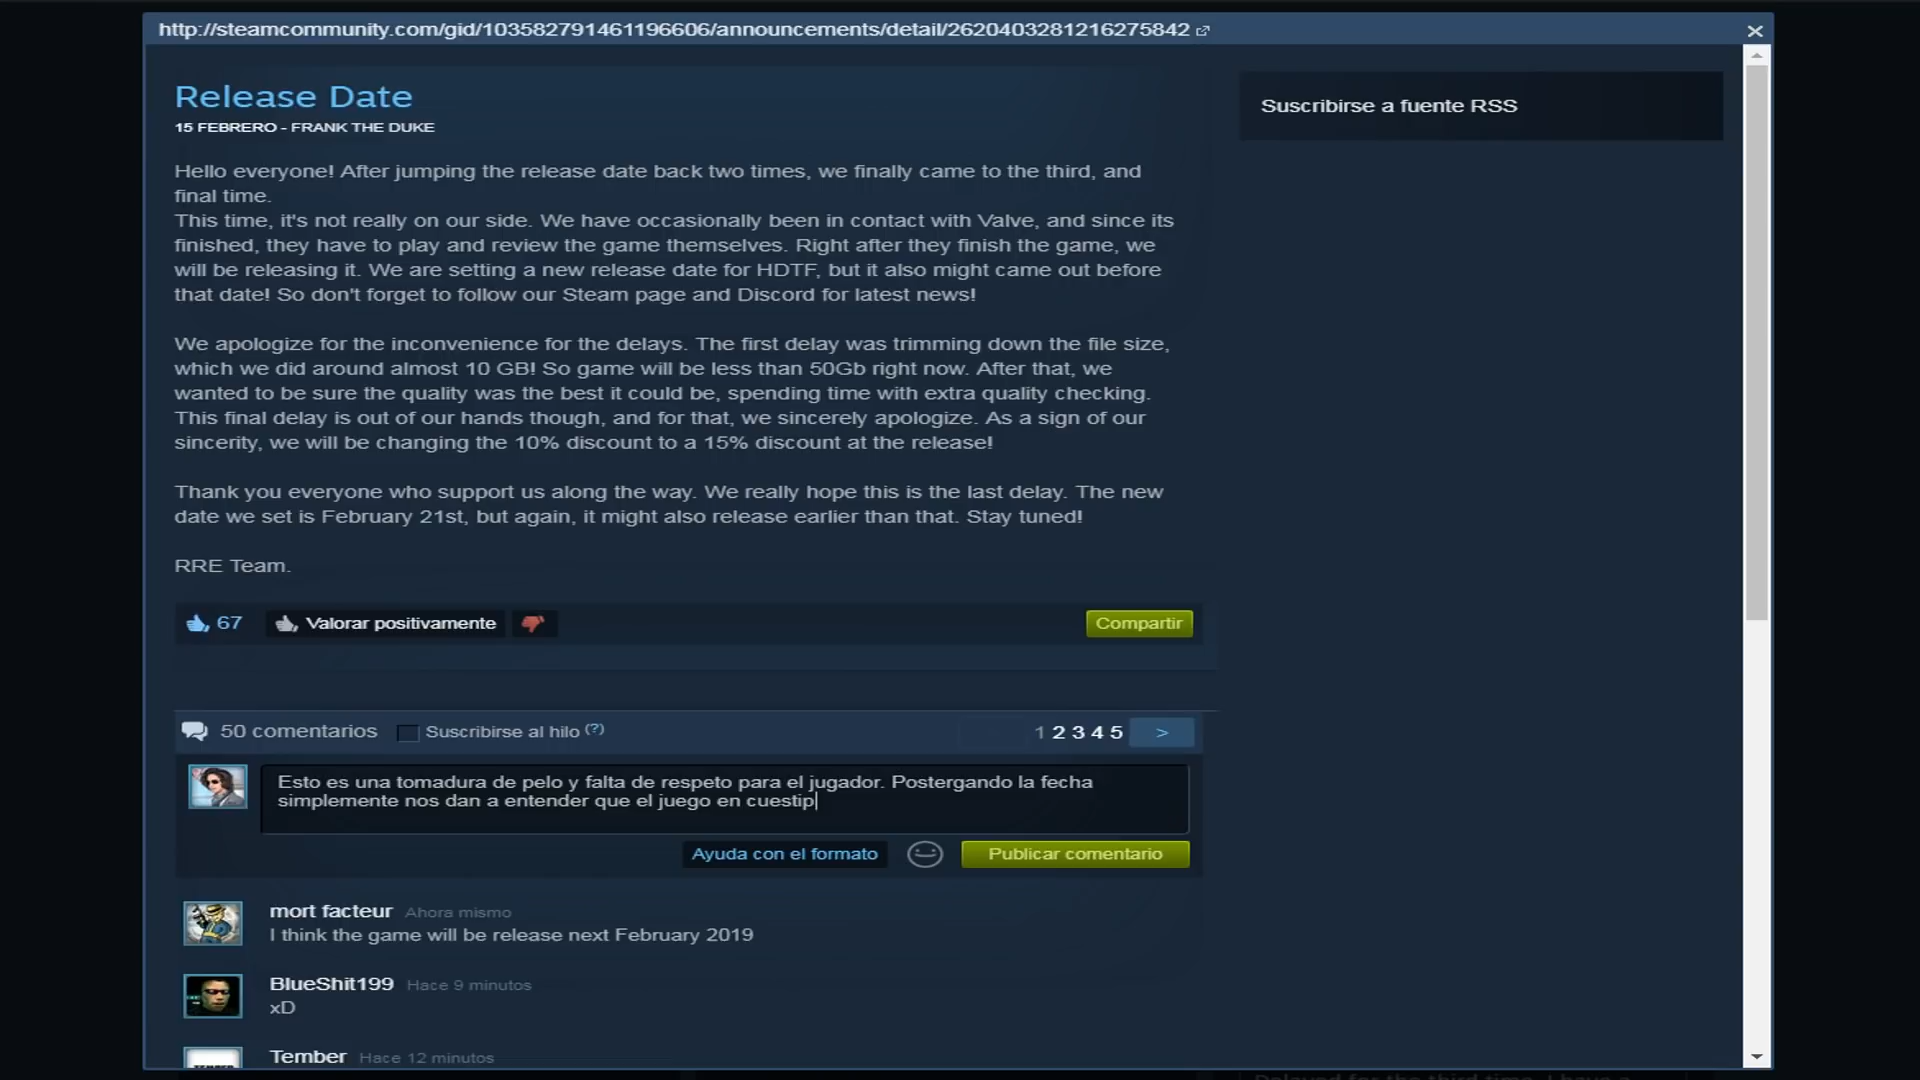 http://steamcommunity.com/gid/103582791461196606/announcements/detail/2620403281216275842
Release Date
15 FEBRERO - FRANK THE DUKE
Hello everyone! After jumping the release date back two times, we finally came to the third, and
final time.
This time, it's not really on our side. We have occasionally been in contact with Valve, and since its
finished, they have to play and review the game themselves. Right after they finish the game, we
will be releasing it. We are setting a new release date for HDTF, but it also might came out before
that date! So don't forget to follow our Steam page and Discord for latest news!
We apologize for the inconvenience for the delays. The first delay was trimming down the file size,
which we did around almost 10 GB! So game will be less than 50Gb right now. After that, we
wanted to be sure the quality was the best it could be, spending time with extra quality checking.
This final delay is out of our hands though, and for that, we sincerely apologize. As a sign of our
sincerity, we will be changing the 10% discount to a 15% discount at the release!
Thank you everyone who support us along the way. We really hope this is the last delay. The new
date we set is February 21st, but again, it might also release earlier than that. Stay tuned!
RRE Team.
67 Valorar positivamente Compartir
50 comentarios Suscribirse al hilo (?) 1 2 3 4 5 >
Esto es una tomadura de pelo y falta de respeto para el jugador. Postergando la fecha
simplemente nos dan a entender que el juego en cuestip
Ayuda con el formato Publicar comentario
mort facteur Ahora mismo
I think the game will be release next February 2019
BlueShit199 Hace 9 minutos
xD
Tember Hace 12 minutos
Suscribirse a fuente RSS